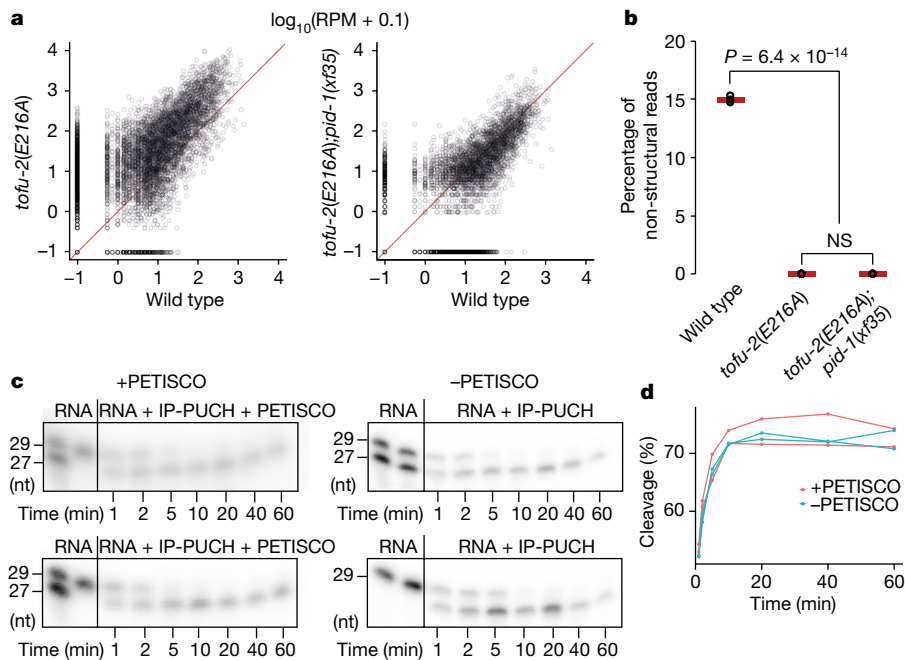 a
log10(RPM + 0.1)
tofu-2(E216A)
4
3
2
1
0
−1
−1 0 1 2 3 4
Wild type
tofu-2(E216A);pid-1(xf35)
4
3
2
1
0
−1
−1 0 1 2 3 4
Wild type
b
P = 6.4 × 10−14
Percentage of
non-structural reads
20
15
10
5
0
NS
Wild type
tofu-2(E216A)
tofu-2(E216A);
pid-1(xf35)
c
+PETISCO
RNA RNA + IP-PUCH + PETISCO
29
27
(nt)
Time (min) 1 2 5 10 20 40 60
RNA RNA + IP-PUCH + PETISCO
29
27
(nt)
Time (min) 1 2 5 10 20 40 60
−PETISCO
RNA RNA + IP-PUCH
29
27
(nt)
Time (min) 1 2 5 10 20 40 60
RNA RNA + IP-PUCH
29
(nt)
Time (min) 1 2 5 10 20 40 60
d
Cleavage (%)
70
60
+PETISCO
−PETISCO
0 20 40 60
Time (min)